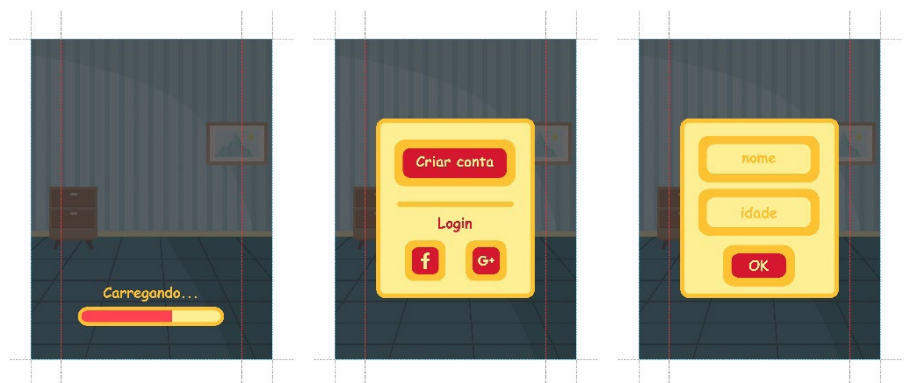 Carregando...
Criar conta
Login
f
G+
nome
idade
OK